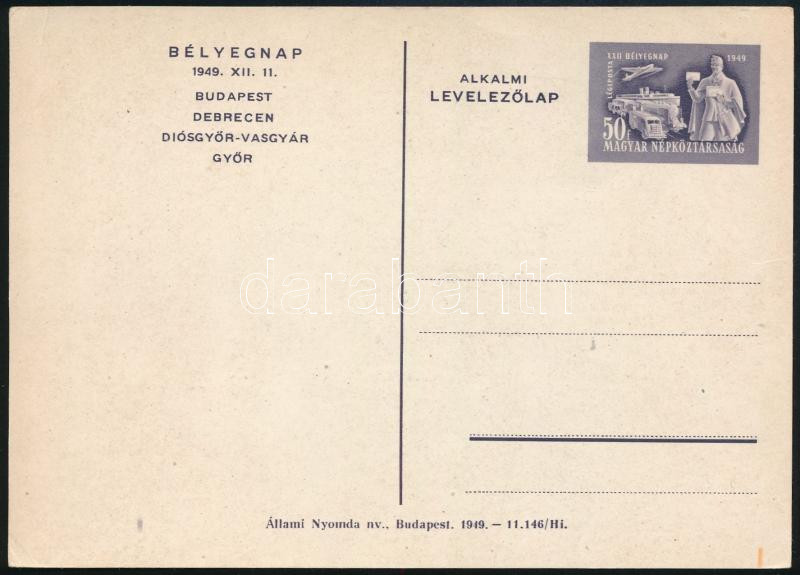 BÉLYEGNAP
1949. XII. 11.
BUDAPEST
DEBRECEN
DIÓSGYŐR-VASGYÁR
GYŐR
ALKALMI
LEVELEZŐLAP
LÉGIPOSTA
XXII BÉLYEGNAP 1949
50f
MAGYAR NÉPKÖZTÁRSASÁG
darabanth
Állami Nyomda nv., Budapest. 1949. — 11.146/Hi.